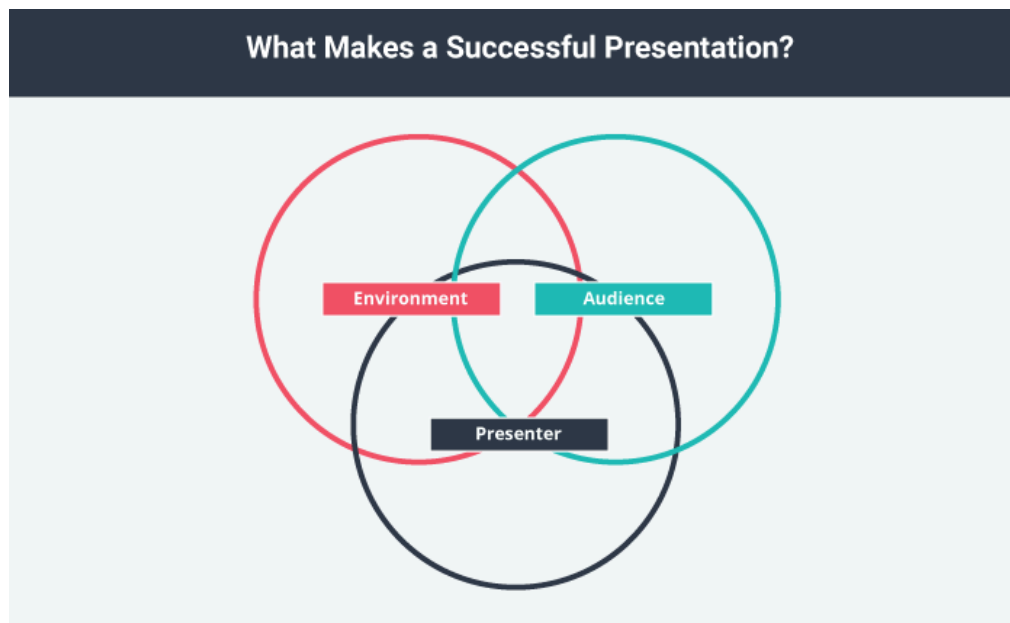 What Makes a Successful Presentation?
Environment
Audience
Presenter